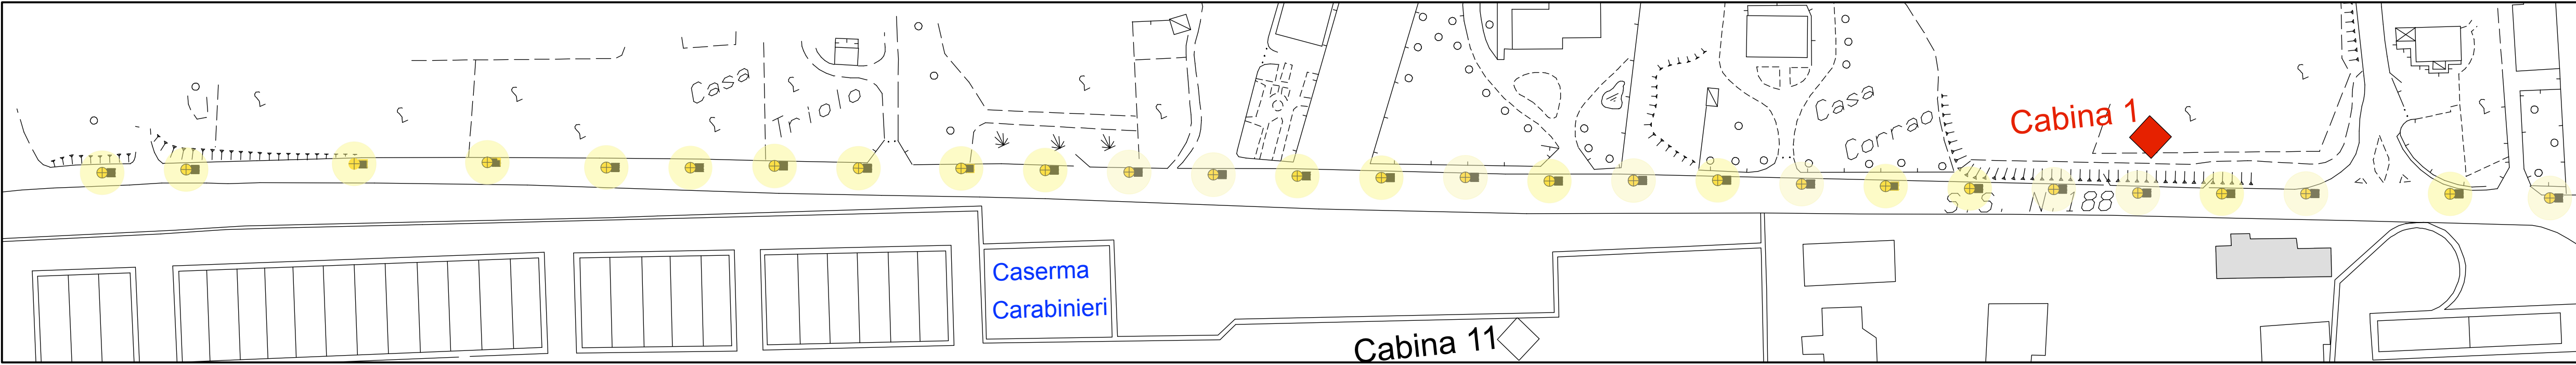 Casa
Triolo
Casa
Corrao
Cabina 1
S.S. N. 188
Caserma
Carabinieri
Cabina 11